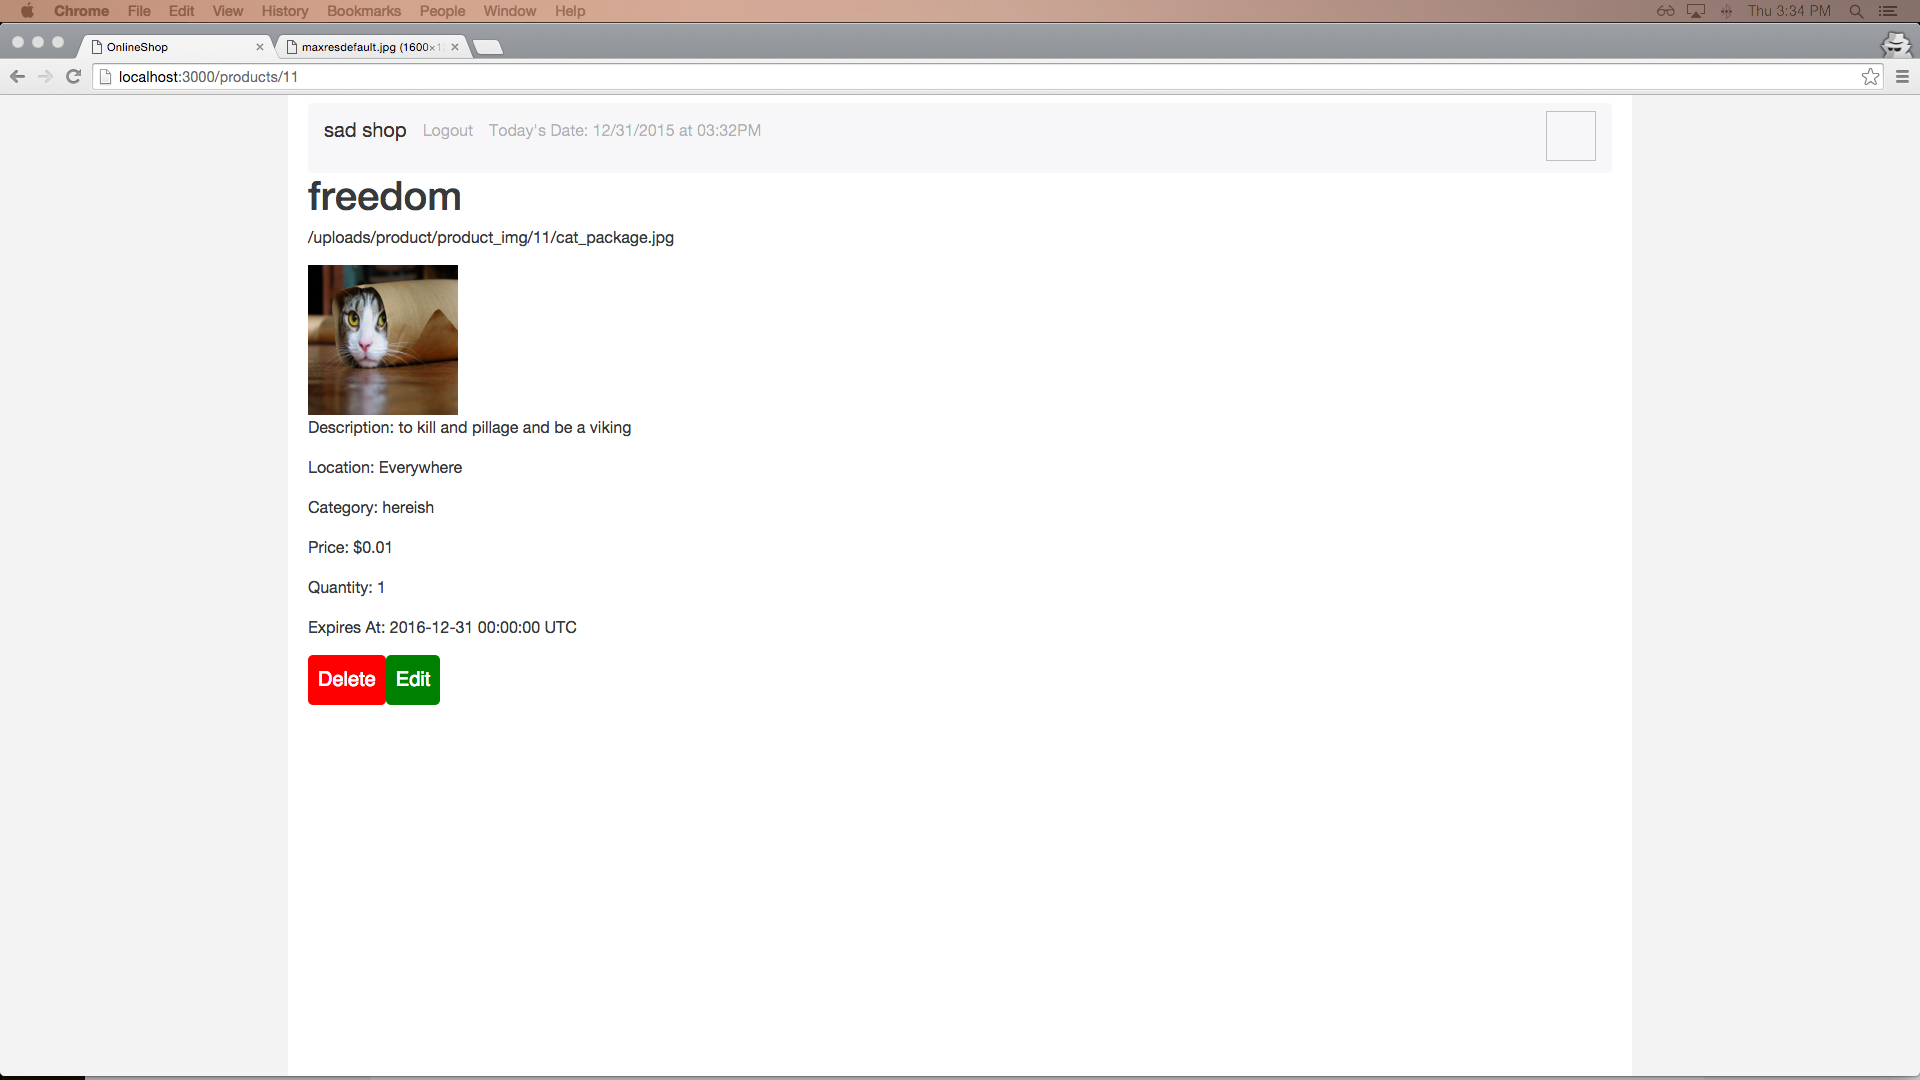 Chrome File Edit View History Bookmarks People Window Help Thu 3:34 PM
OnlineShop maxresdefault.jpg (1600×1
localhost:3000/products/11
sad shop Logout Today's Date: 12/31/2015 at 03:32PM
freedom
/uploads/product/product_img/11/cat_package.jpg
Description: to kill and pillage and be a viking
Location: Everywhere
Category: hereish
Price: $0.01
Quantity: 1
Expires At: 2016-12-31 00:00:00 UTC
Delete Edit